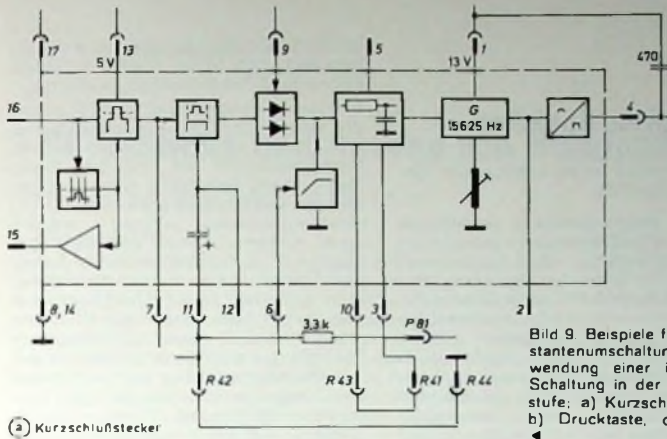 17
13
9
5
1
5 V
13 V
470
16
G
15625 Hz
4
15
8, 14
7
11
12
6
10
3
2
3,3 k
P 81
R 42
R 43
R 41
R 44
a Kurzschlußstecker
Bild 9. Beispiele f
stantenumschaltur
wendung einer i
Schaltung in der
stufe; a) Kurzsch
b) Drucktaste, c